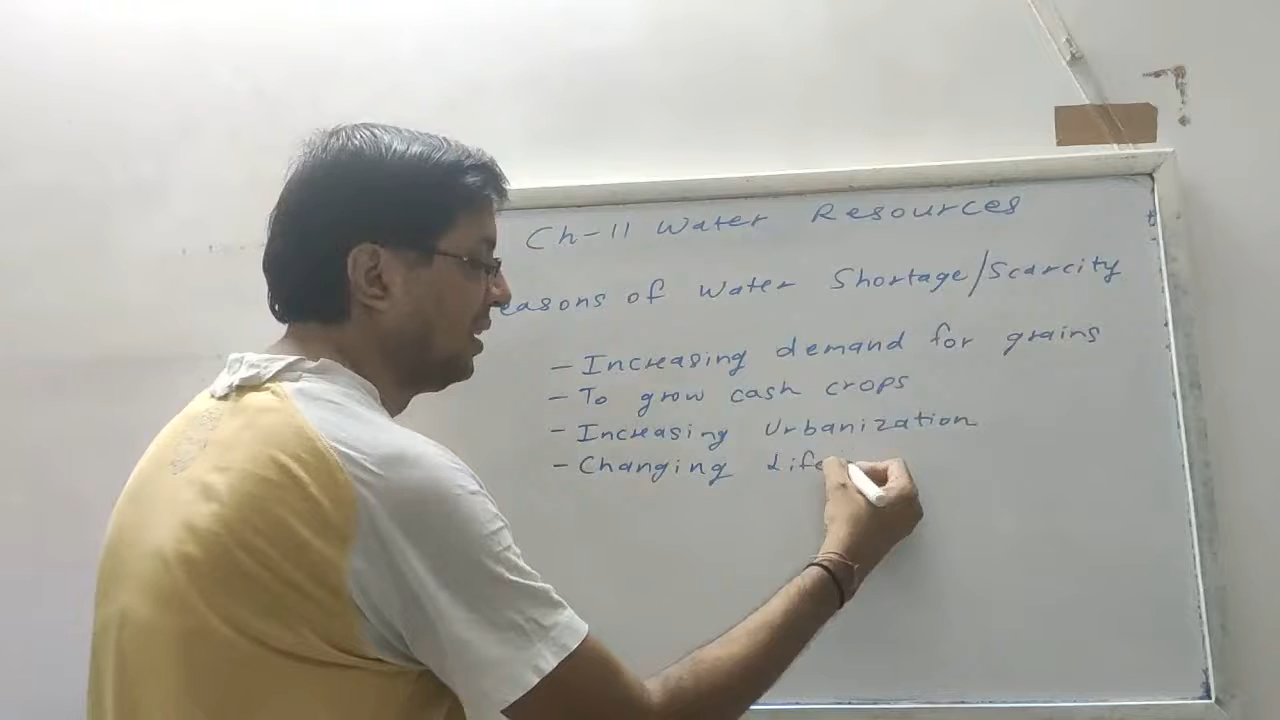 Ch-11 Water Resources
easons of Water Shortage/Scarcity
- Increasing demand for grains
- To grow cash crops
- Increasing Urbanization
- Changing Life